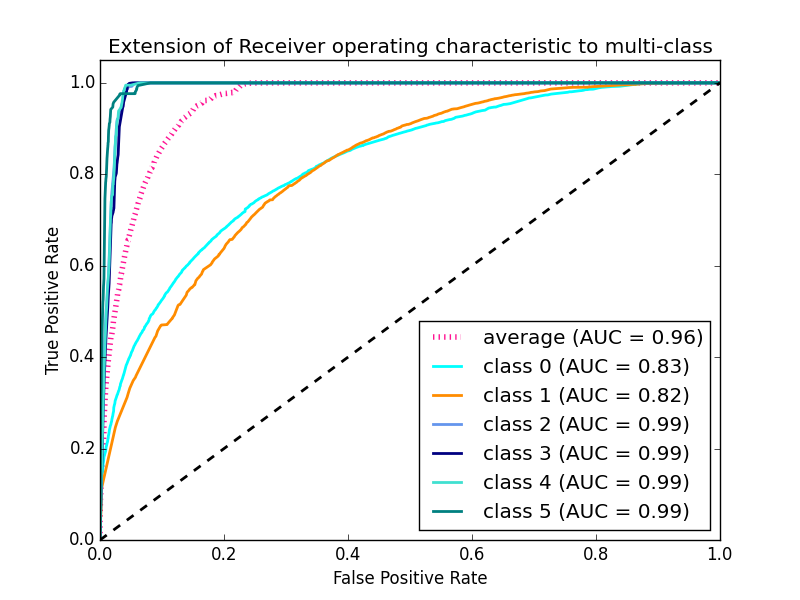 Extension of Receiver operating characteristic to multi-class
1.0
0.8
0.6
0.4
0.2
0.0
True Positive Rate
average (AUC = 0.96)
class 0 (AUC = 0.83)
class 1 (AUC = 0.82)
class 2 (AUC = 0.99)
class 3 (AUC = 0.99)
class 4 (AUC = 0.99)
class 5 (AUC = 0.99)
0.0 0.2 0.4 0.6 0.8 1.0
False Positive Rate